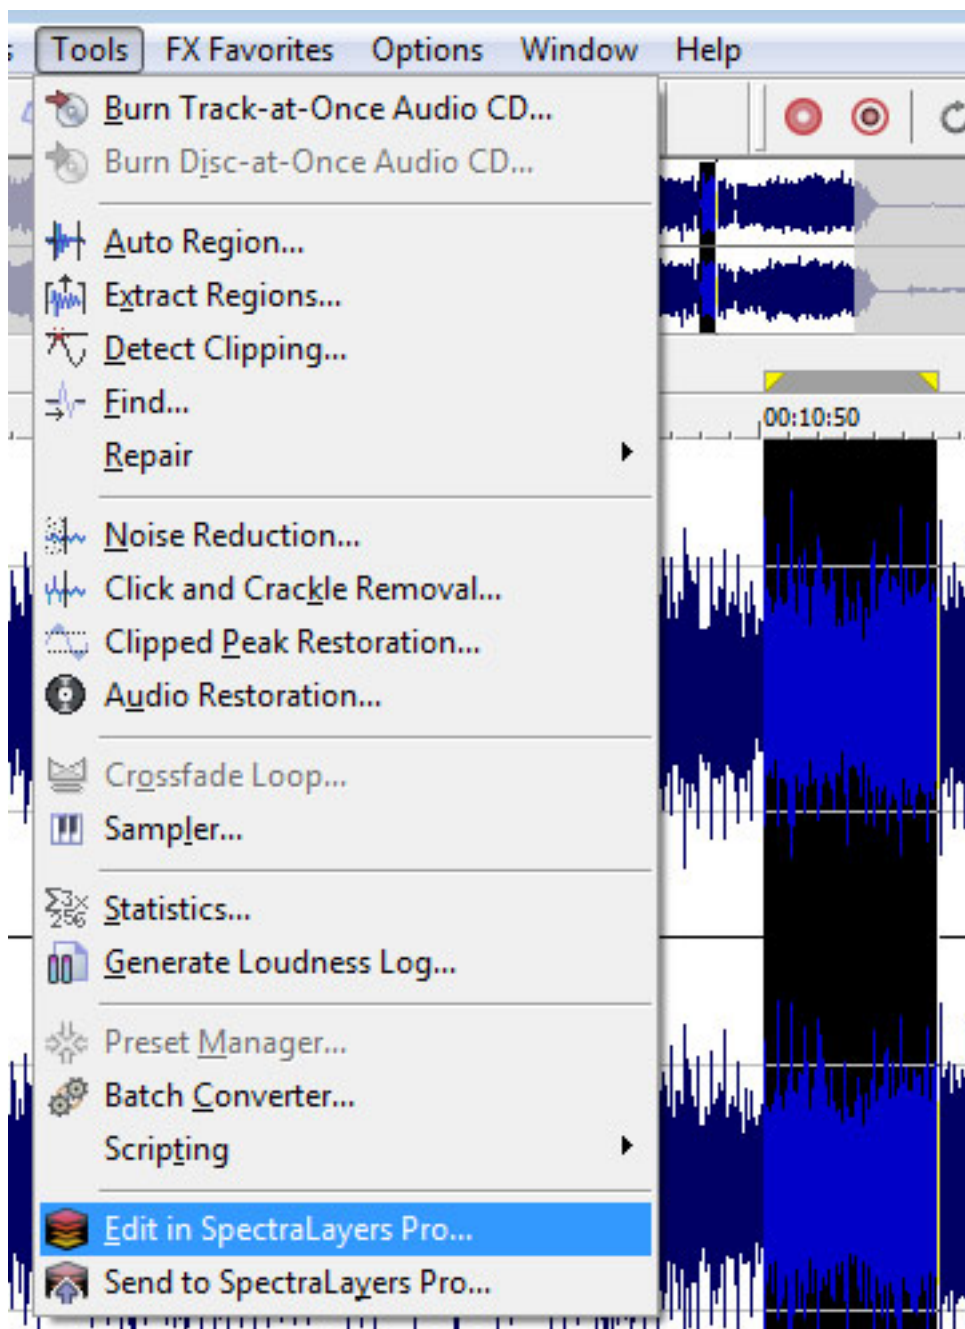 Tools FX Favorites Options Window Help
Burn Track-at-Once Audio CD...
Burn Disc-at-Once Audio CD...
Auto Region...
Extract Regions...
Detect Clipping...
Find...
Repair
00:10:50
Noise Reduction...
Click and Crackle Removal...
Clipped Peak Restoration...
Audio Restoration...
Crossfade Loop...
Sampler...
Σ3×
256
Statistics...
Generate Loudness Log...
Preset Manager...
Batch Converter...
Scripting
Edit in SpectraLayers Pro...
Send to SpectraLayers Pro...